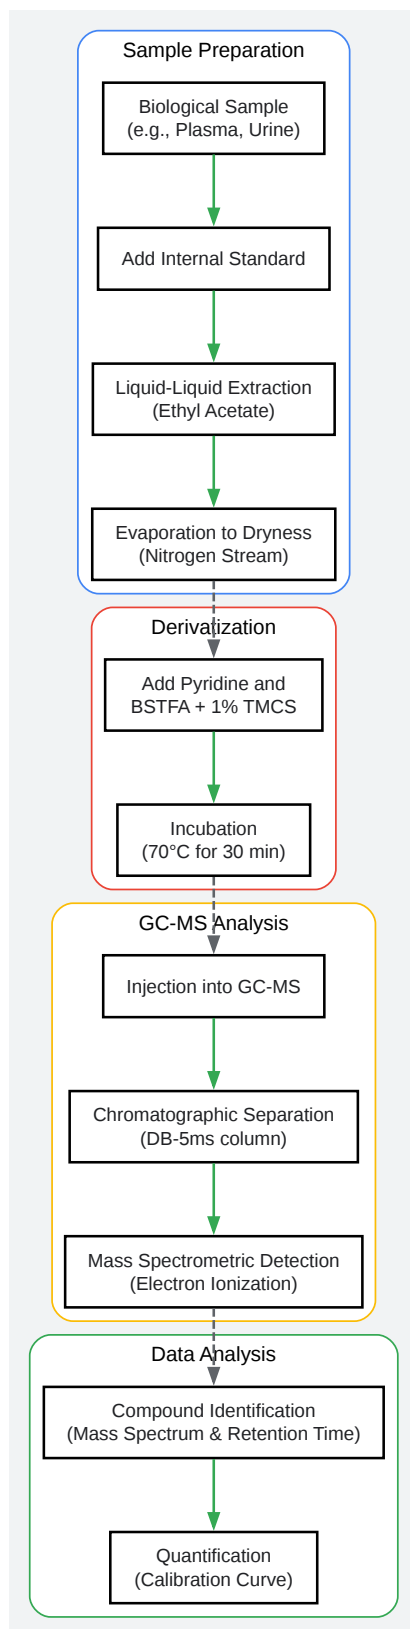 Sample Preparation
Biological Sample
(e.g., Plasma, Urine)
Add Internal Standard
Liquid-Liquid Extraction
(Ethyl Acetate)
Evaporation to Dryness
(Nitrogen Stream)
Derivatization
Add Pyridine and
BSTFA + 1% TMCS
Incubation
(70°C for 30 min)
GC-MS Analysis
Injection into GC-MS
Chromatographic Separation
(DB-5ms column)
Mass Spectrometric Detection
(Electron Ionization)
Data Analysis
Compound Identification
(Mass Spectrum & Retention Time)
Quantification
(Calibration Curve)